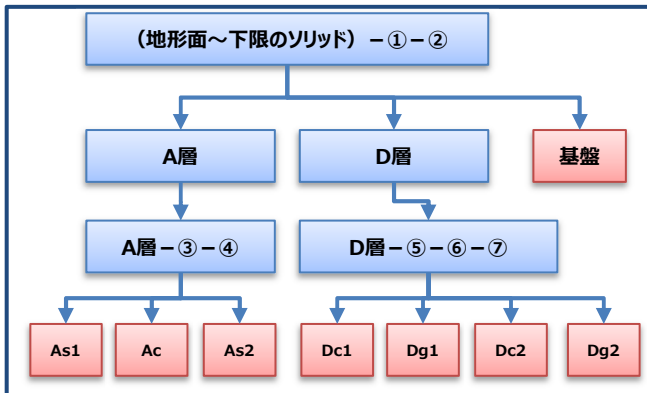 （地形面～下限のソリッド）－①－②
A層
D層
基盤
A層－③－④
D層－⑤－⑥－⑦
As1
Ac
As2
Dc1
Dg1
Dc2
Dg2